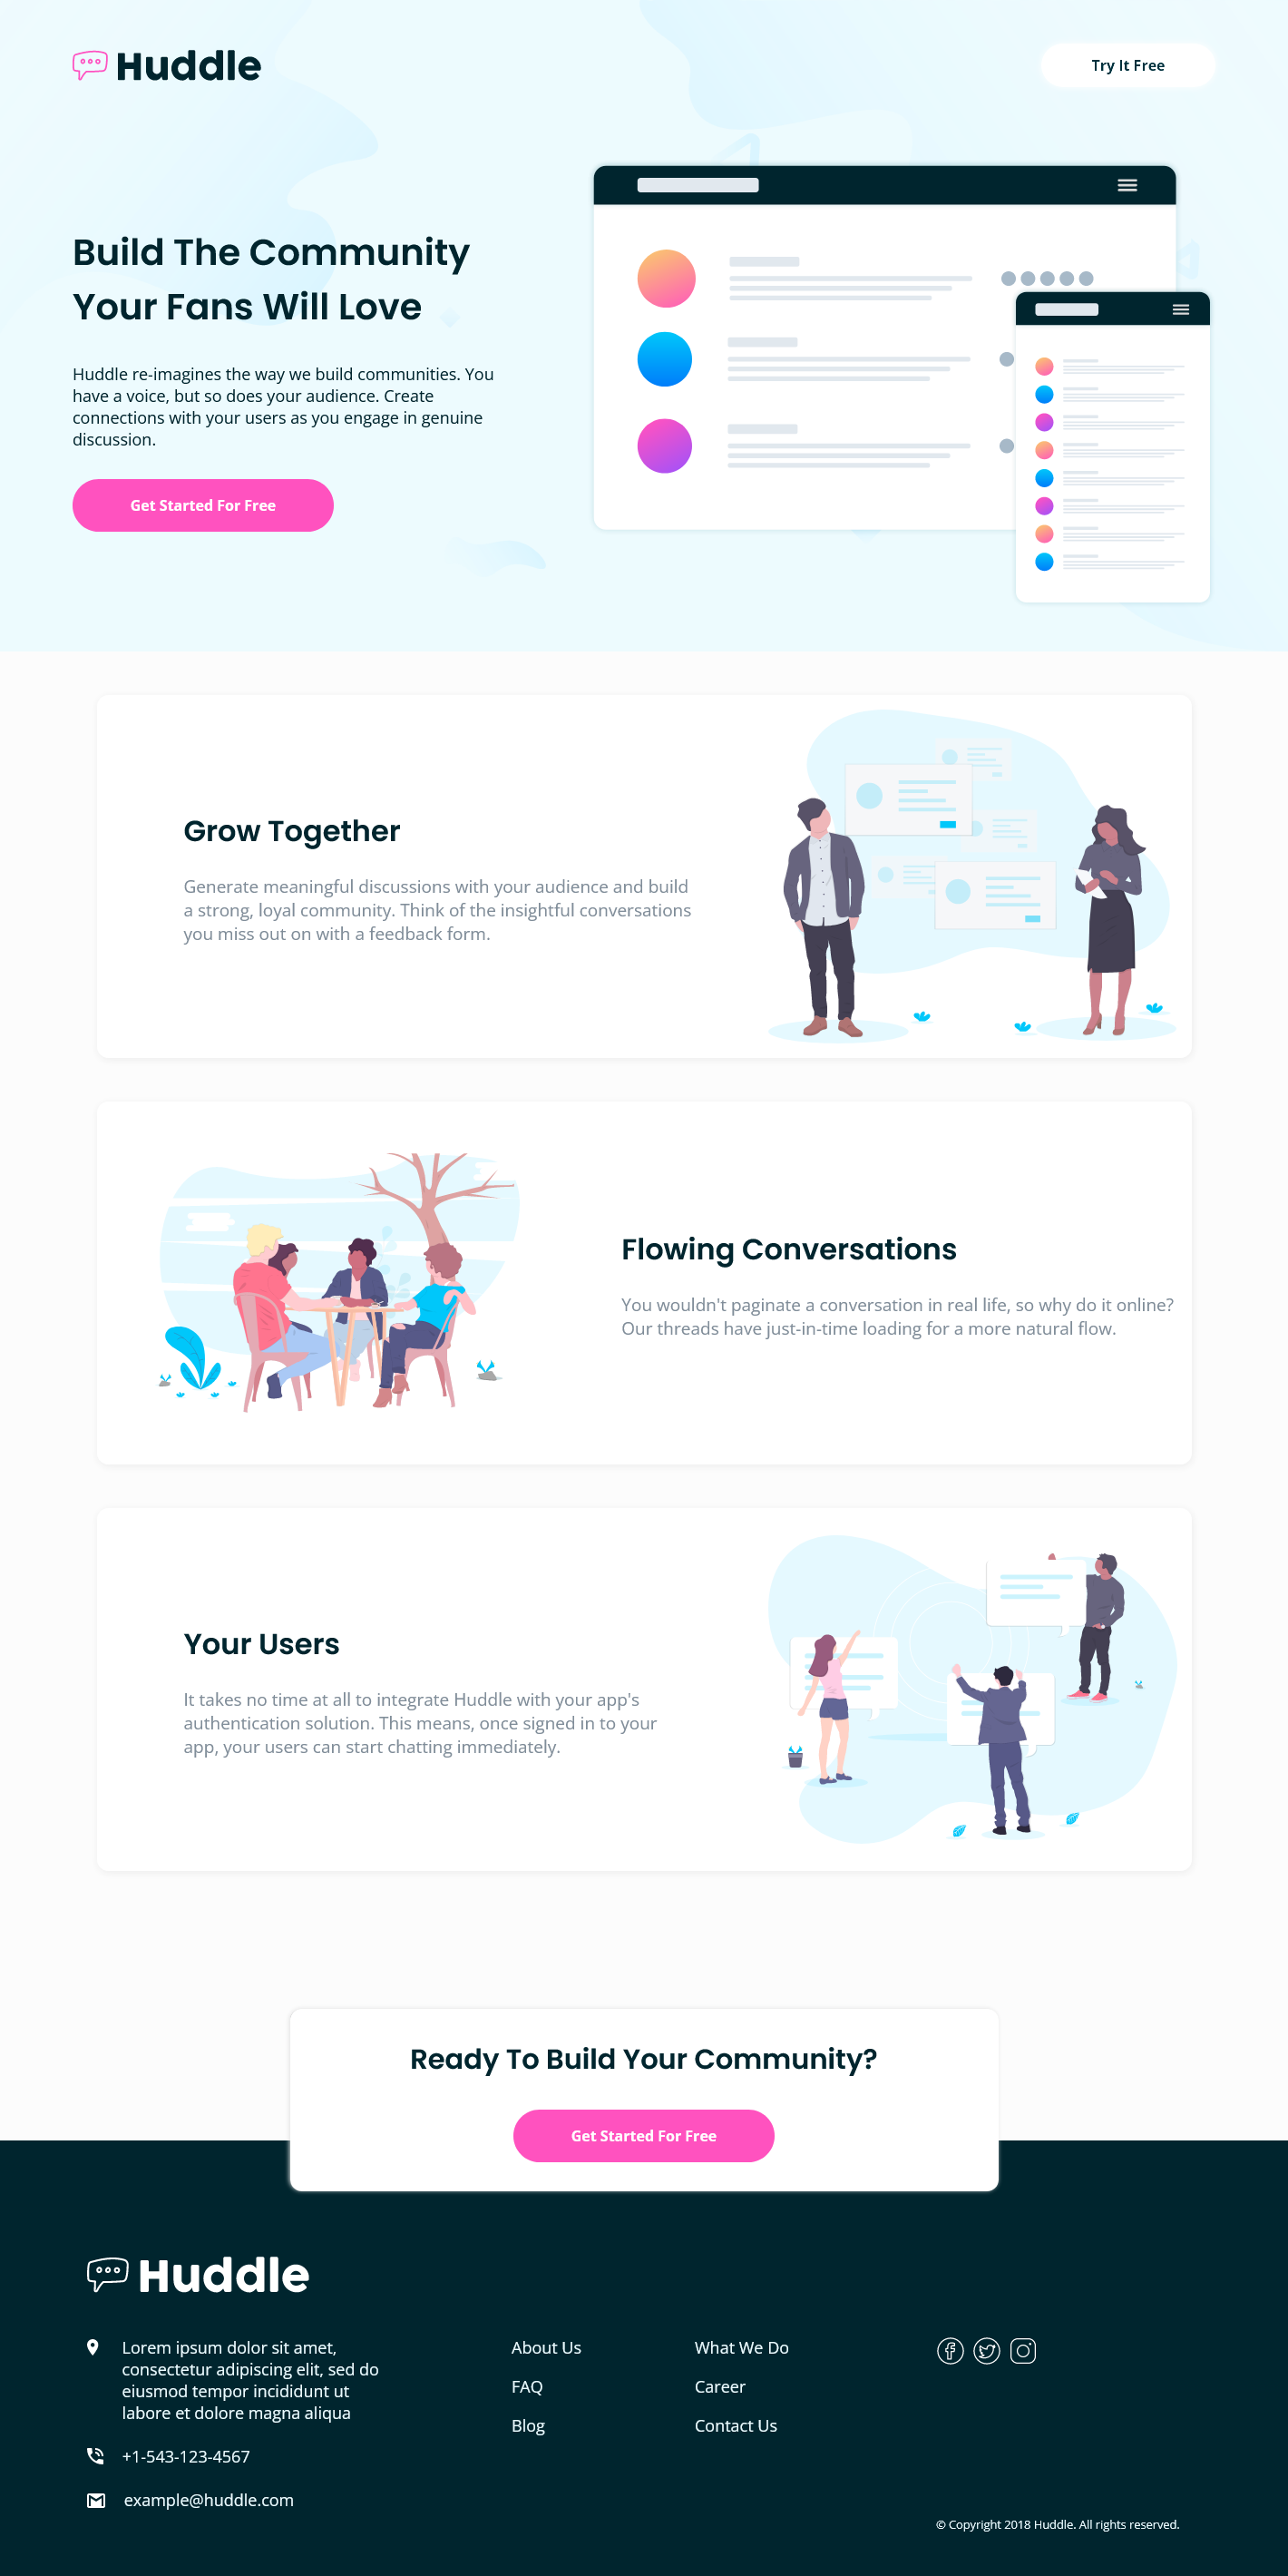 Huddle
Try It Free
Build The Community
Your Fans Will Love
Huddle re-imagines the way we build communities. You
have a voice, but so does your audience. Create
connections with your users as you engage in genuine
discussion.
Get Started For Free
Grow Together
Generate meaningful discussions with your audience and build
a strong, loyal community. Think of the insightful conversations
you miss out on with a feedback form.
Flowing Conversations
You wouldn't paginate a conversation in real life, so why do it online?
Our threads have just-in-time loading for a more natural flow.
Your Users
It takes no time at all to integrate Huddle with your app's
authentication solution. This means, once signed in to your
app, your users can start chatting immediately.
Ready To Build Your Community?
Get Started For Free
Huddle
Lorem ipsum dolor sit amet,
consectetur adipiscing elit, sed do
eiusmod tempor incididunt ut
labore et dolore magna aliqua
+1-543-123-4567
example@huddle.com
About Us
FAQ
Blog
What We Do
Career
Contact Us
© Copyright 2018 Huddle. All rights reserved.